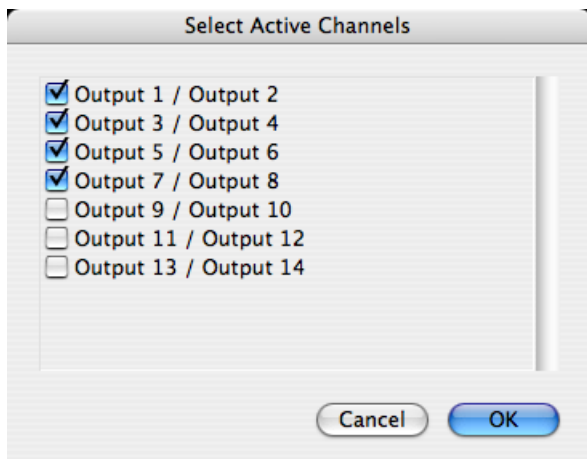 Select Active Channels
Output 1 / Output 2
Output 3 / Output 4
Output 5 / Output 6
Output 7 / Output 8
Output 9 / Output 10
Output 11 / Output 12
Output 13 / Output 14
Cancel OK